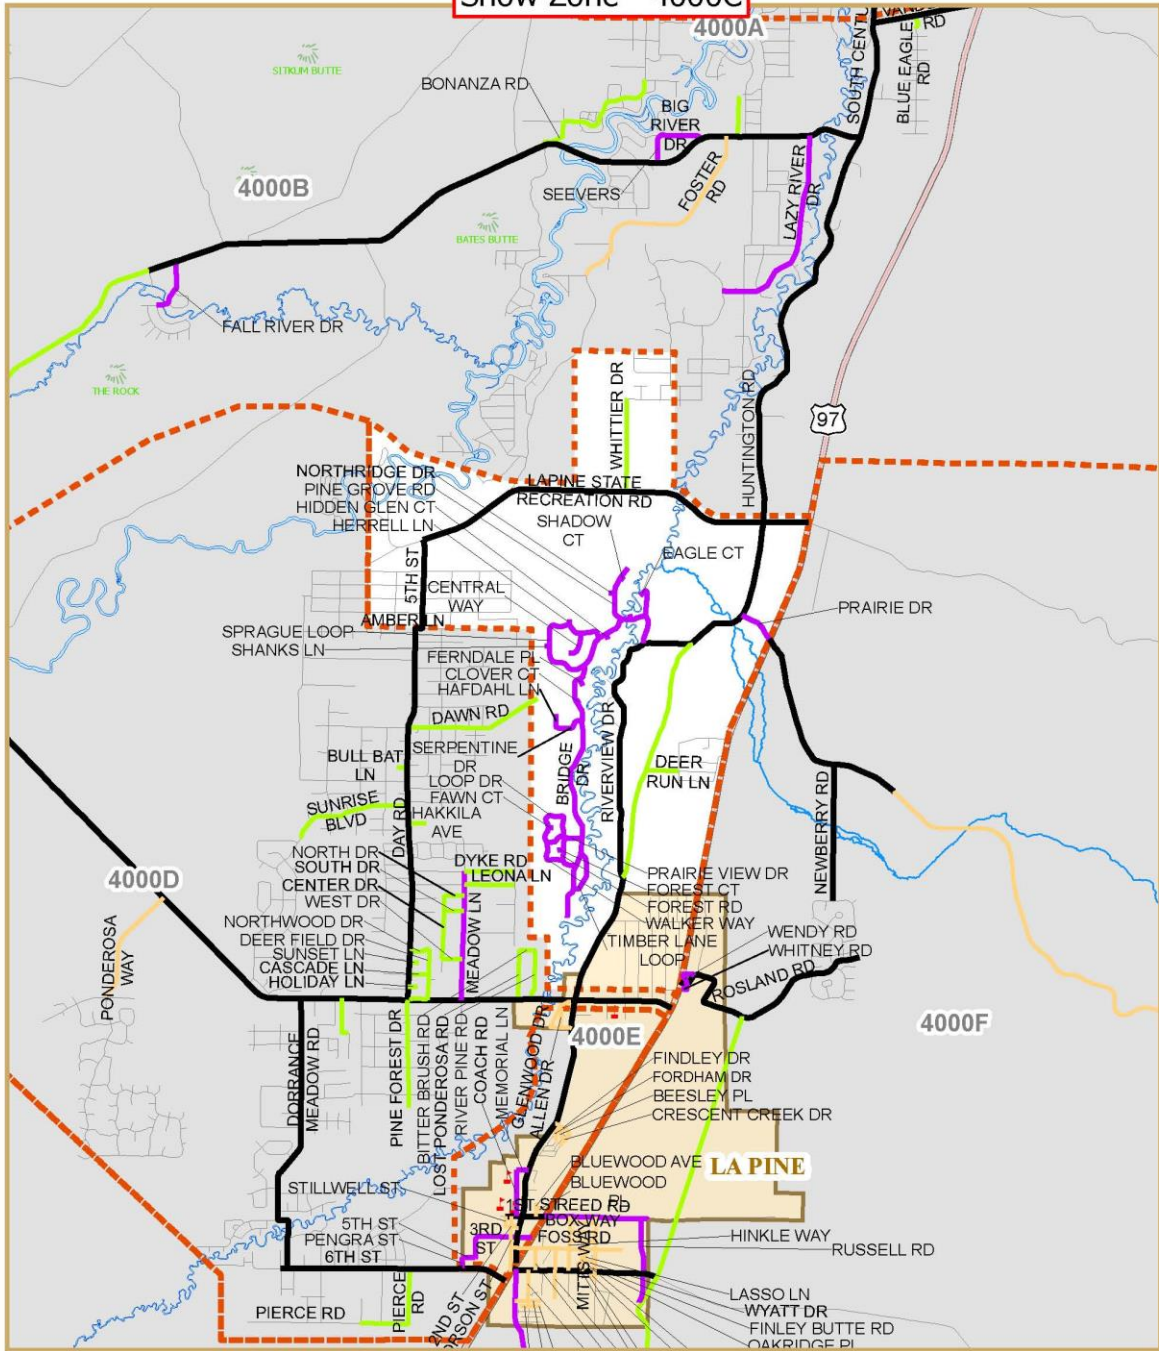 Snow Zone - 4000C
4000A
SITKUM BUTTE
BONANZA RD
BIG
RIVER
DR
SOUTH CENTU
BLUE EAGLE
RD
RD
4000B
SEEVERS
FOSTER
RD
LAZY RIVER
DR
BATES BUTTE
FALL RIVER DR
THE ROCK
WHITTIER DR
HUNTINGTON RD
97
NORTHRIDGE DR
PINE GROVE RD
HIDDEN GLEN CT
HERRELL LN
LAPINE STATE
RECREATION RD
SHADOW
CT
EAGLE CT
5TH ST
CENTRAL
WAY
AMBER LN
PRAIRIE DR
SPRAGUE LOOP
SHANKS LN
FERNDALE PL
CLOVER CT
HAFDAHL LN
DAWN RD
SERPENTINE
DR
BULL BAT
LN
LOOP DR
FAWN CT
BRIDGE
DR
RIVERVIEW DR
DEER
RUN LN
SUNRISE
BLVD
DAY RD
HAKKILA
AVE
NEWBERRY RD
NORTH DR
SOUTH DR
CENTER DR
WEST DR
DYKE RD
LEONA LN
4000D
PRAIRIE VIEW DR
FOREST CT
FOREST RD
WALKER WAY
NORTHWOOD DR
DEER FIELD DR
SUNSET LN
CASCADE LN
HOLIDAY LN
MEADOW LN
TIMBER LANE
LOOP
WENDY RD
WHITNEY RD
ROSLAND RD
PONDEROSA
WAY
4000E
4000F
DORRANCE
MEADOW RD
PINE FOREST DR
BITTER BRUSH RD
LOST PONDEROSA RD
RIVER PINE RD
COACH RD
MEMORIAL LN
GLENWOOD DR
ALLEN DR
FINDLEY DR
FORDHAM DR
BEESLEY PL
CRESCENT CREEK DR
BLUEWOOD AVE
BLUEWOOD
PL
LA PINE
STILLWELL ST
1ST ST
REED RD
BOX WAY
FOSS RD
5TH ST
PENGRA ST
6TH ST
3RD
ST
MITTS WAY
HINKLE WAY
RUSSELL RD
LASSO LN
WYATT DR
FINLEY BUTTE RD
OAKRIDGE PL
PIERCE RD
PIERCE
RD
2ND ST